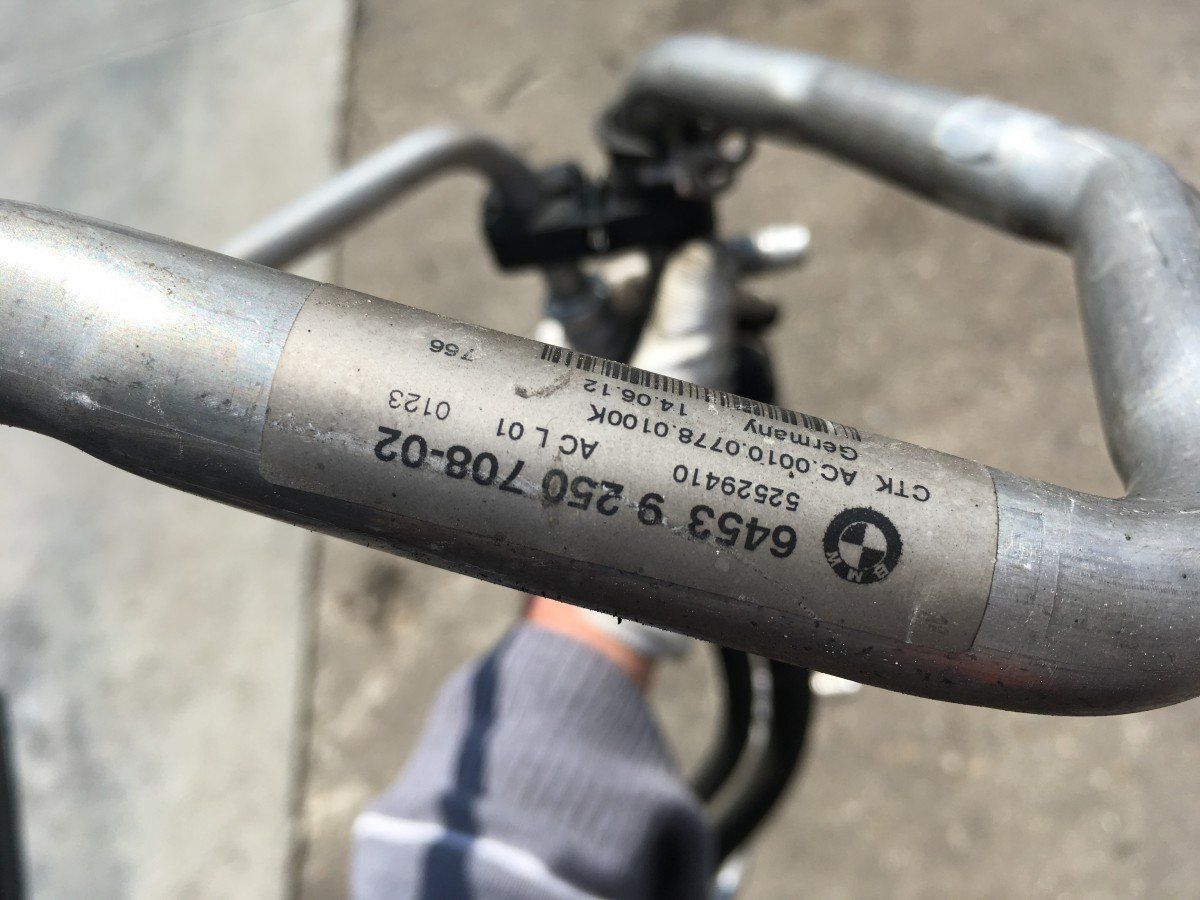 BMW
6453 9 250 708-02
52529410 AC L 01 0123
CTK AC.0010.0778.0100K
Germany 14.06.12
766